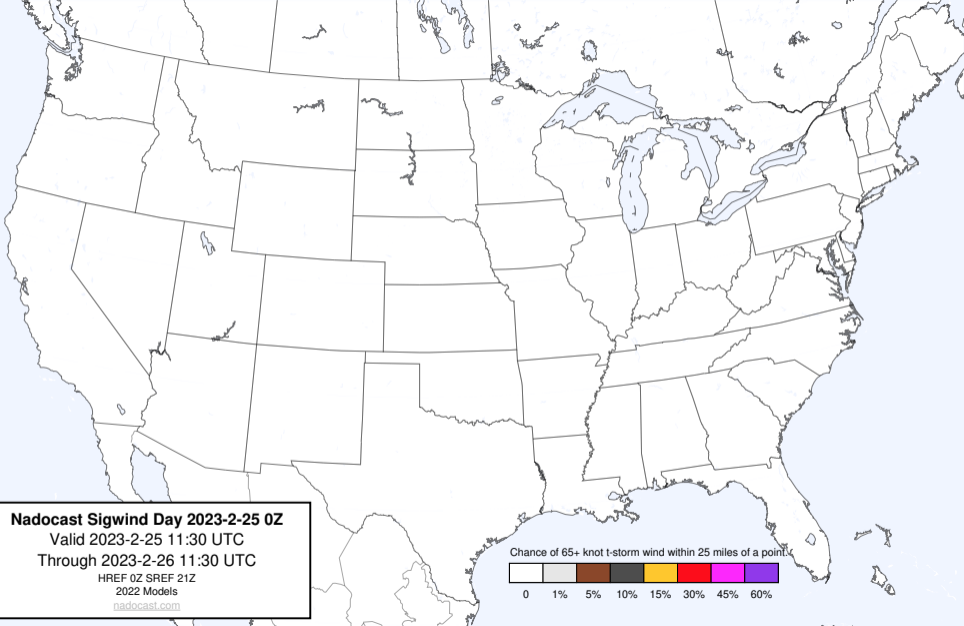 Nadocast Sigwind Day 2023-2-25 0Z
Valid 2023-2-25 11:30 UTC
Through 2023-2-26 11:30 UTC
HREF 0Z SREF 21Z
2022 Models
nadocast.com
Chance of 65+ knot t-storm wind within 25 miles of a point.
0 1% 5% 10% 15% 30% 45% 60%